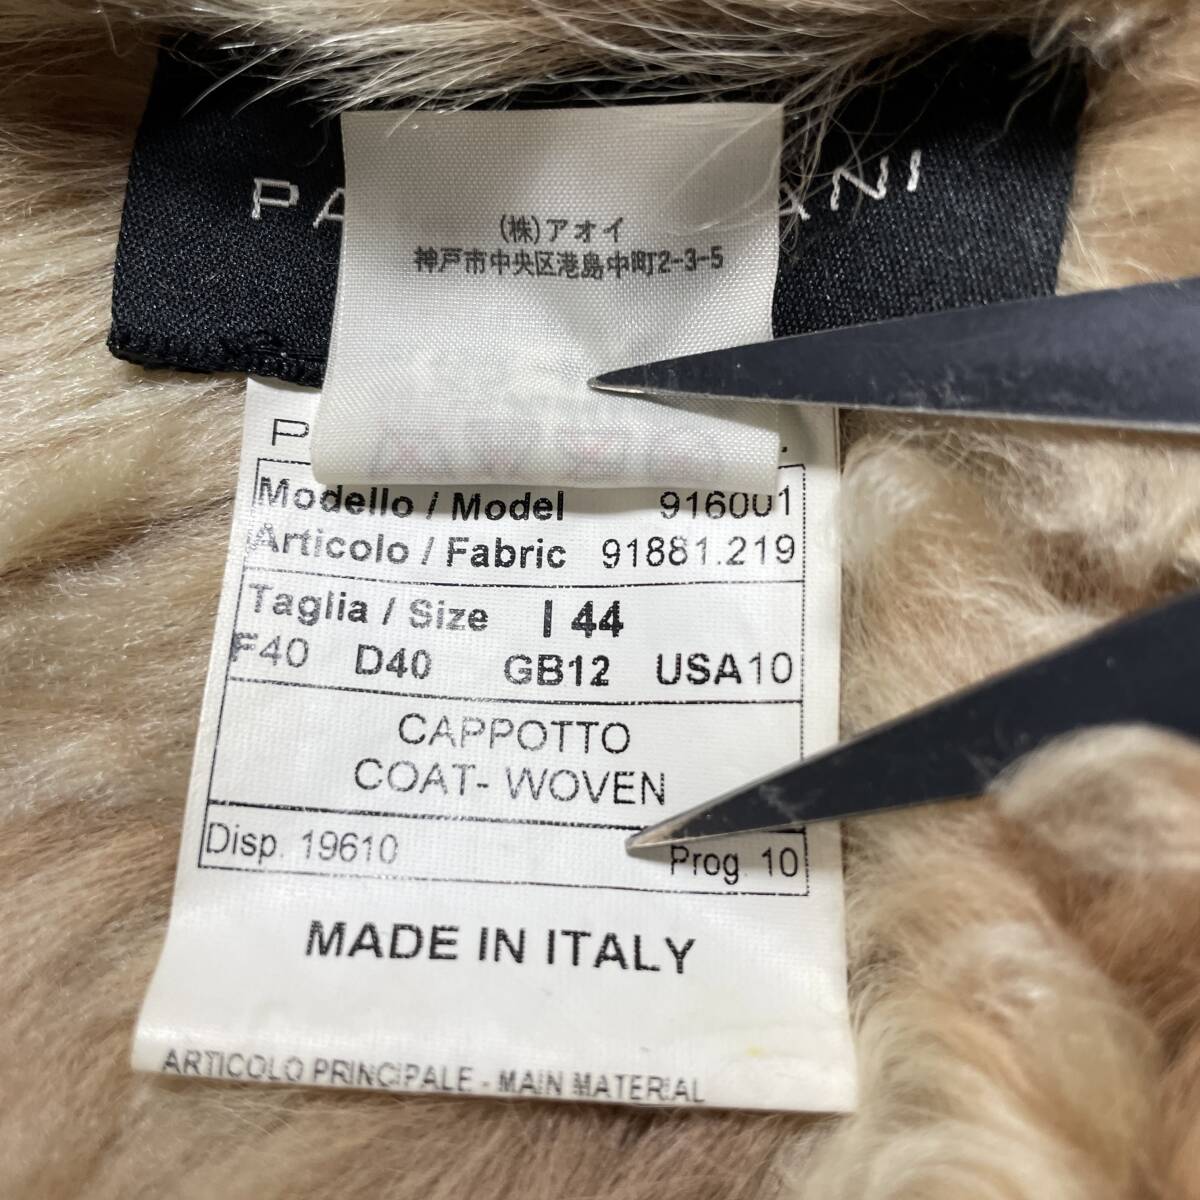 PA ANI
(株)アオイ
神戸市中央区港島中町2-3-5
P
Modello / Model 916001
Articolo / Fabric 91881.219
Taglia / Size I 44
F40 D40 GB12 USA10
CAPPOTTO
COAT- WOVEN
Disp. 19610 Prog. 10
MADE IN ITALY
ARTICOLO PRINCIPALE - MAIN MATERIAL